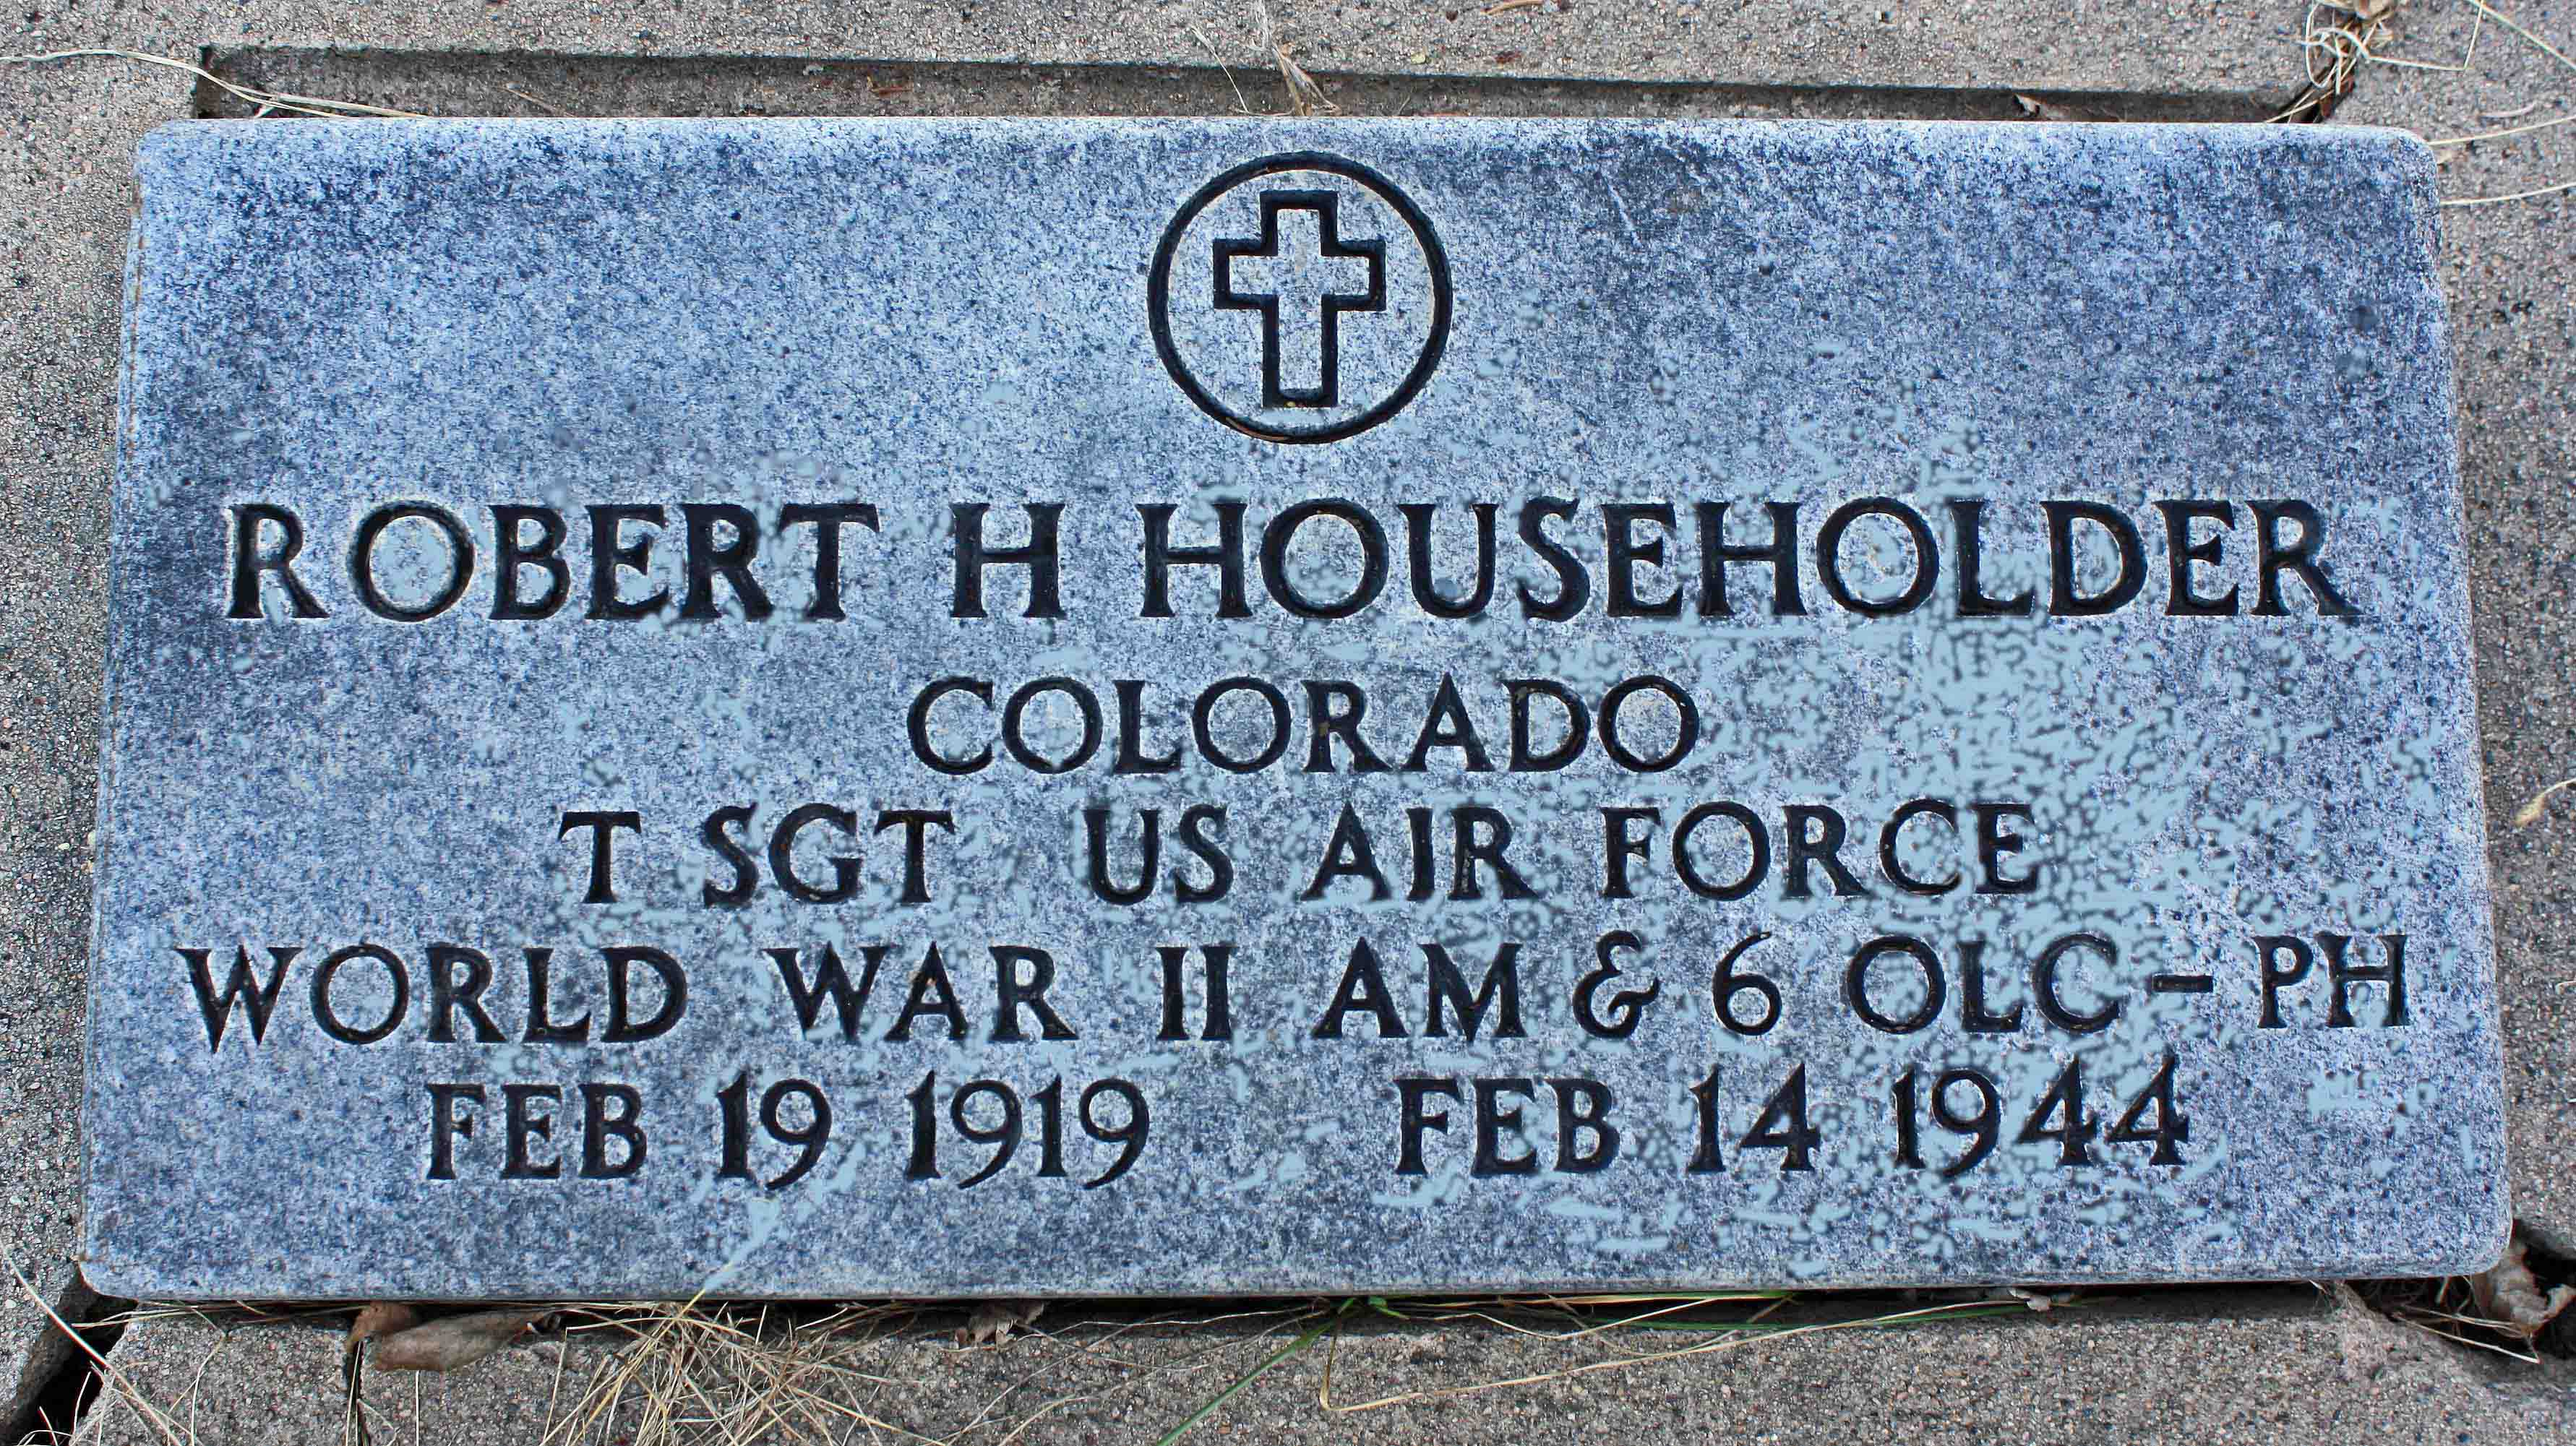 ROBERT H HOUSEHOLDER
COLORADO
T SGT US AIR FORCE
WORLD WAR II AM & 6 OLC - PH
FEB 19 1919 FEB 14 1944